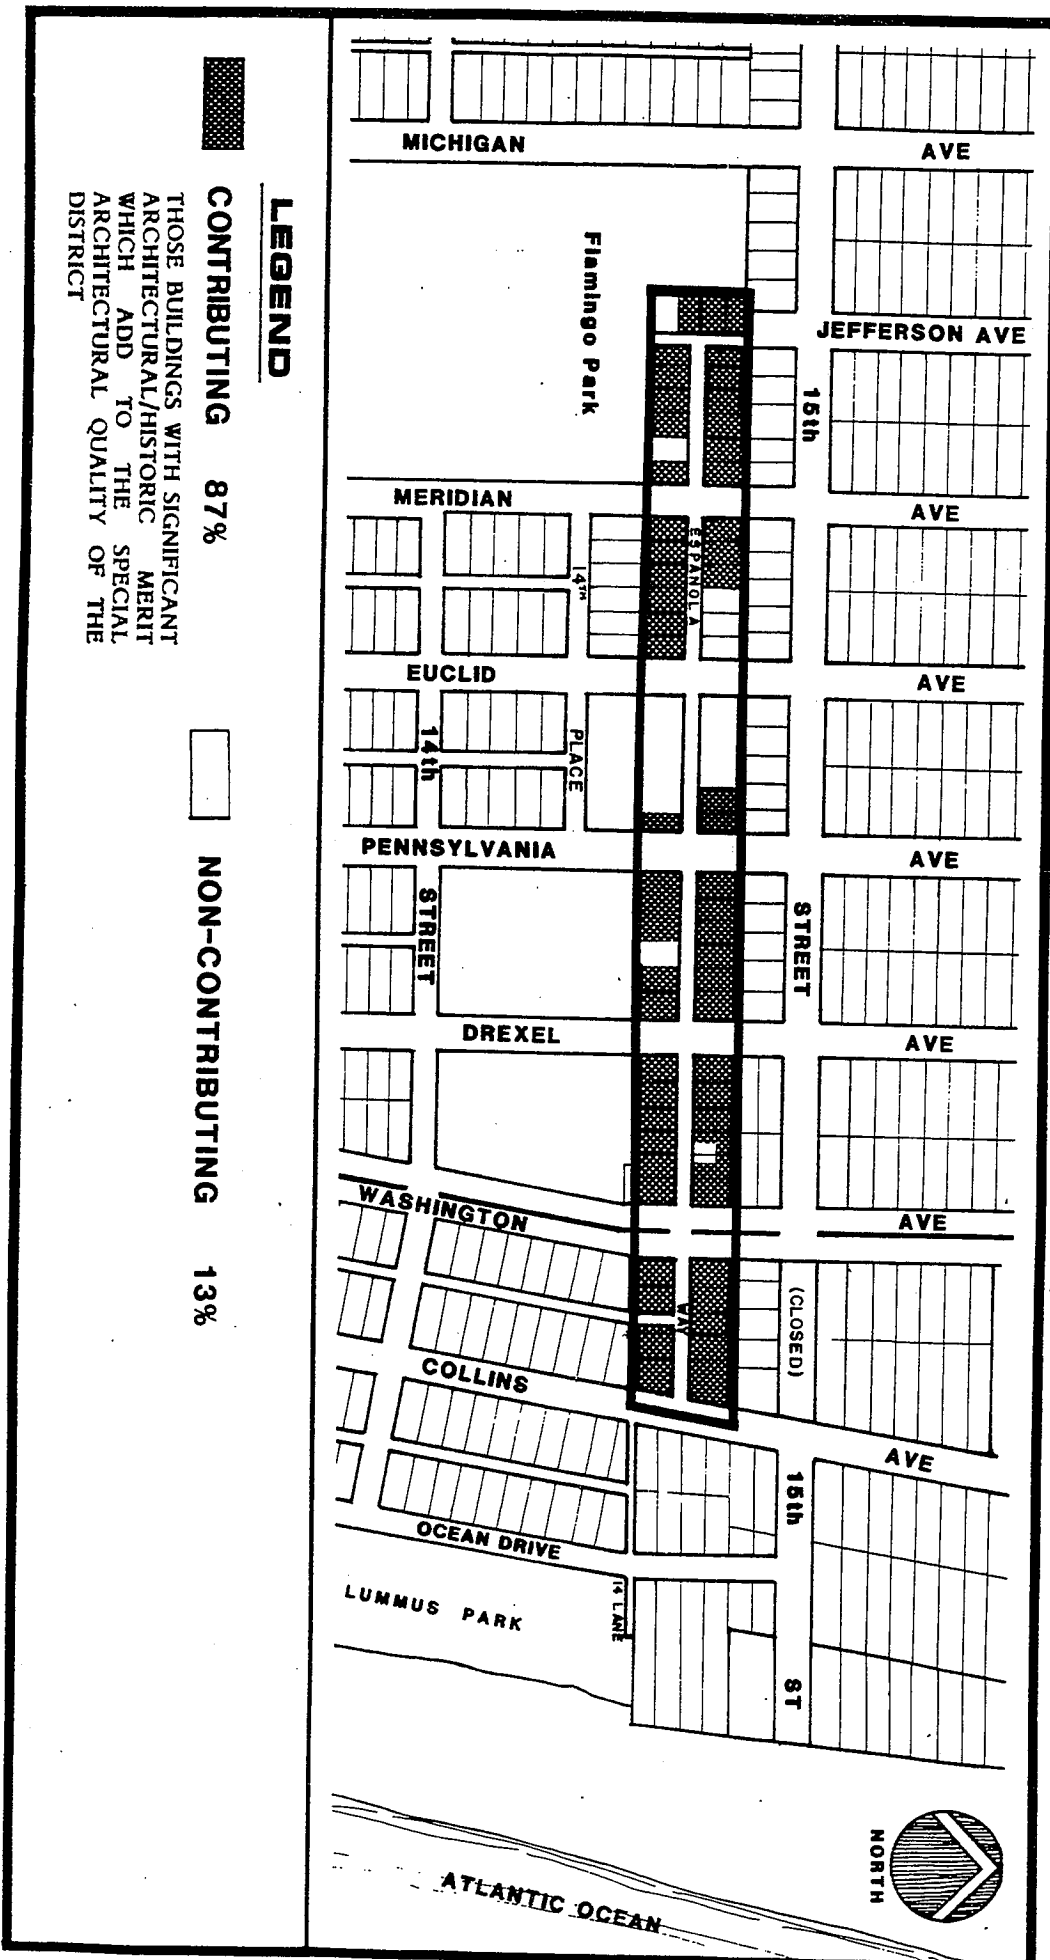 MICHIGAN
AVE
Flamingo Park
JEFFERSON AVE
15th
MERIDIAN
AVE
ESPANOLA
14TH
EUCLID
AVE
PLACE
14th
PENNSYLVANIA
AVE
STREET
STREET
DREXEL
AVE
WASHINGTON
AVE
WAY
(CLOSED)
COLLINS
AVE
15th
OCEAN DRIVE
14 LANE
LUMMUS PARK
ST
NORTH
ATLANTIC OCEAN
LEGEND
CONTRIBUTING 87%
THOSE BUILDINGS WITH SIGNIFICANT
ARCHITECTURAL/HISTORIC MERIT
WHICH ADD TO THE SPECIAL
ARCHITECTURAL QUALITY OF THE
DISTRICT
NON-CONTRIBUTING 13%